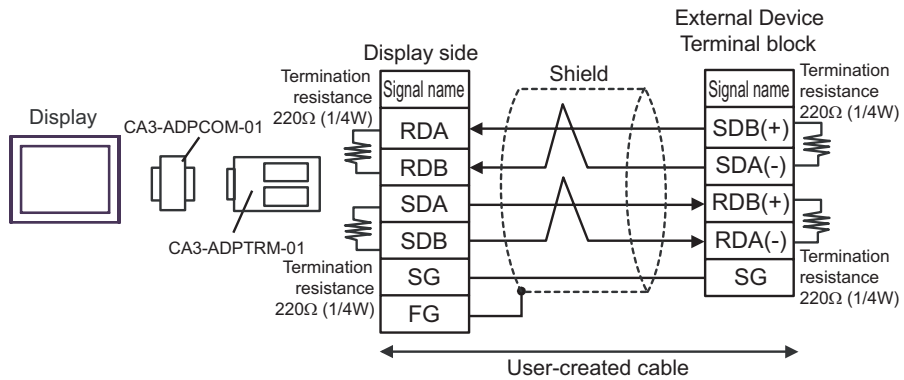 External Device
Terminal block
Display side
Termination
resistance
220Ω (1/4W)
Shield
Termination
resistance
220Ω (1/4W)
Signal name
Signal name
Display
CA3-ADPCOM-01
RDA
SDB(+)
RDB
SDA(-)
SDA
RDB(+)
CA3-ADPTRM-01
SDB
RDA(-)
Termination
resistance
220Ω (1/4W)
SG
SG
Termination
resistance
220Ω (1/4W)
FG
User-created cable